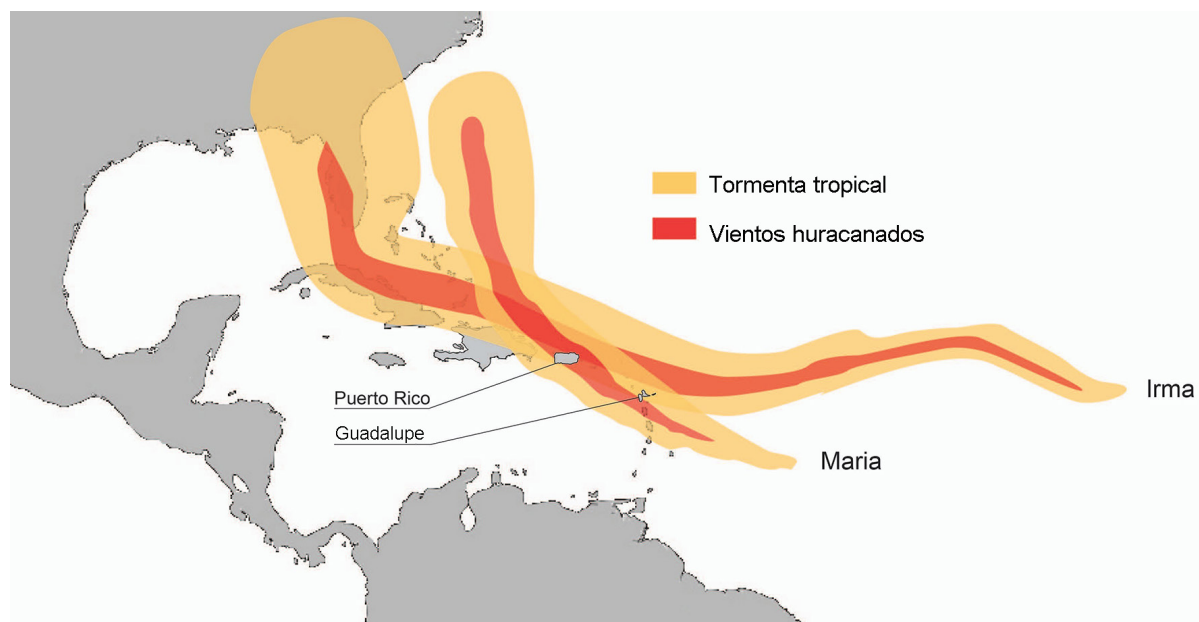 Tormenta tropical
Vientos huracanados
Puerto Rico
Guadalupe
Irma
Maria